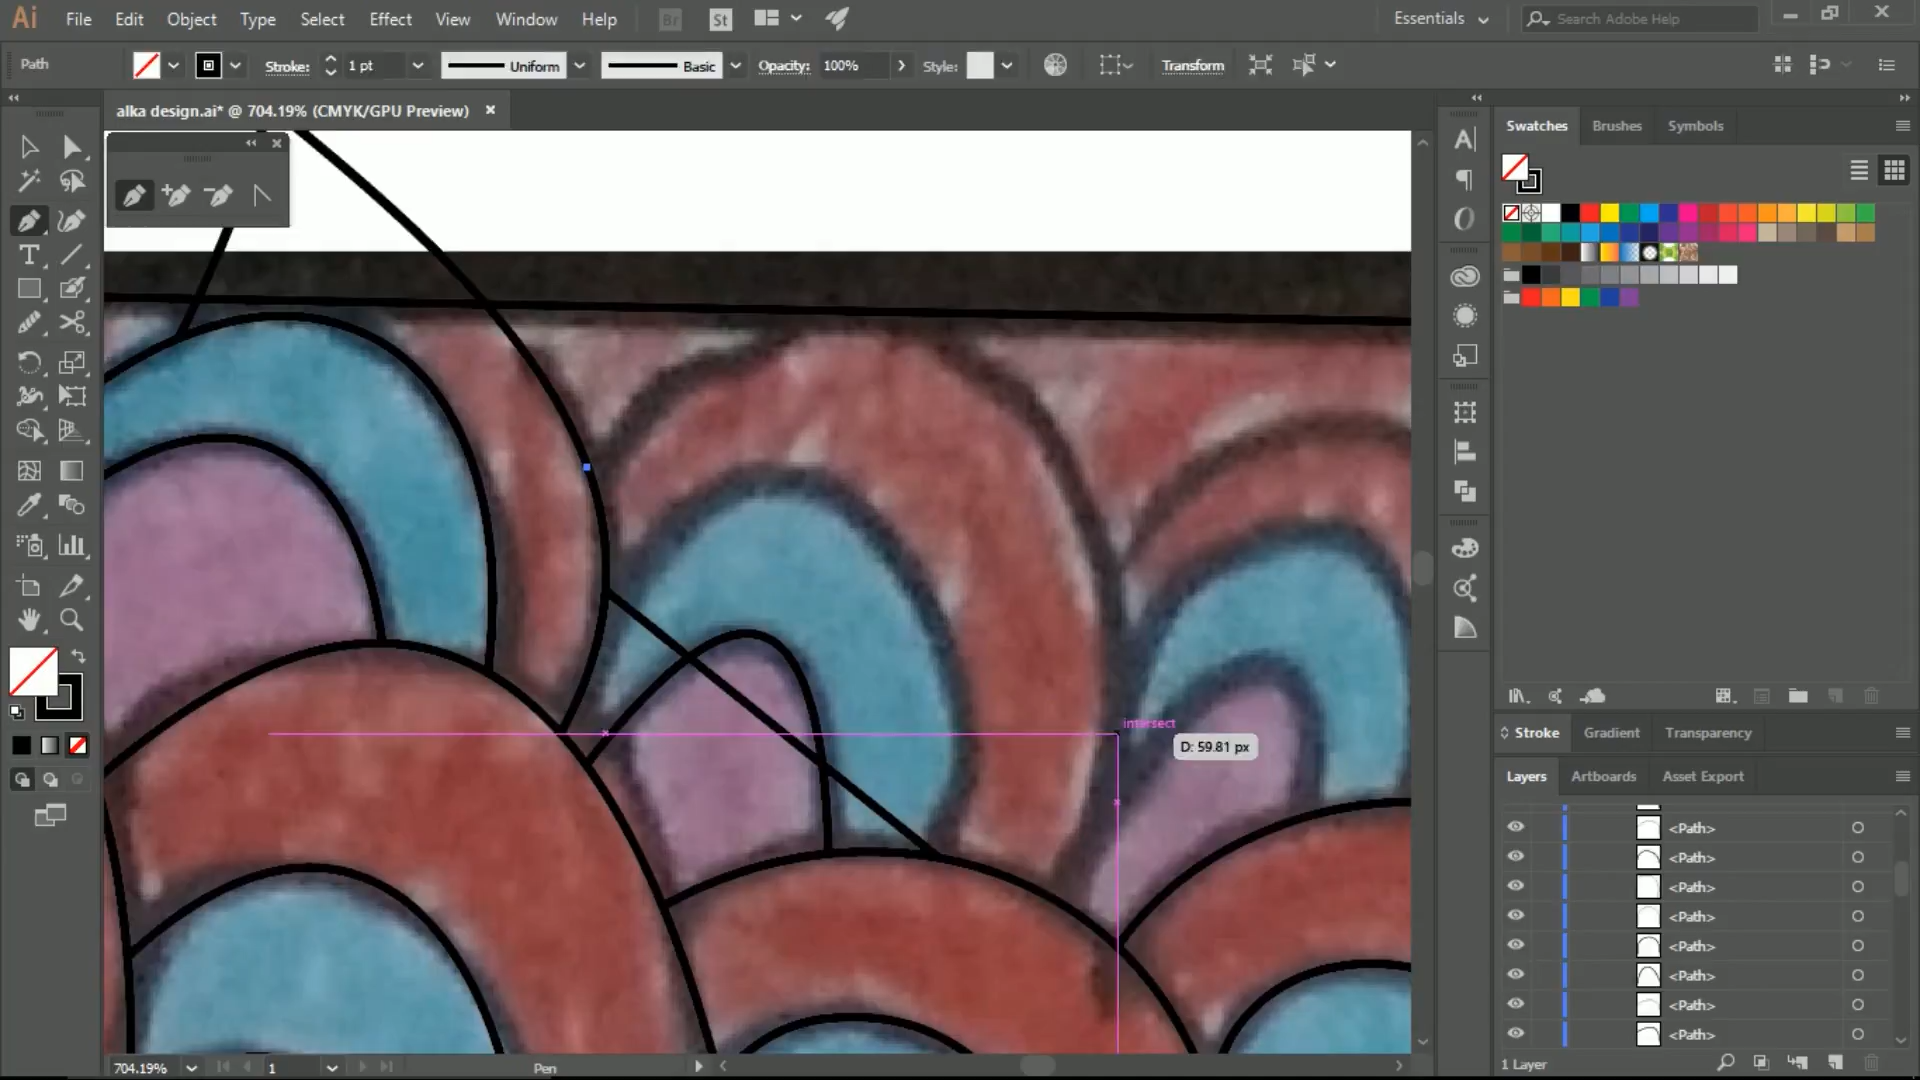 Ai File Edit Object Type Select Effect View Window Help Br St Essentials Search Adobe Help
Path Stroke: 1 pt Uniform Basic Opacity: 100% Style: Transform
alka design.ai* @ 704.19% (CMYK/GPU Preview)
Swatches Brushes Symbols
intersect
D: 59.81 px
Stroke Gradient Transparency
Layers Artboards Asset Export
<Path>
<Path>
<Path>
<Path>
<Path>
<Path>
<Path>
<Path>
1 Layer
704.19% 1 Pen